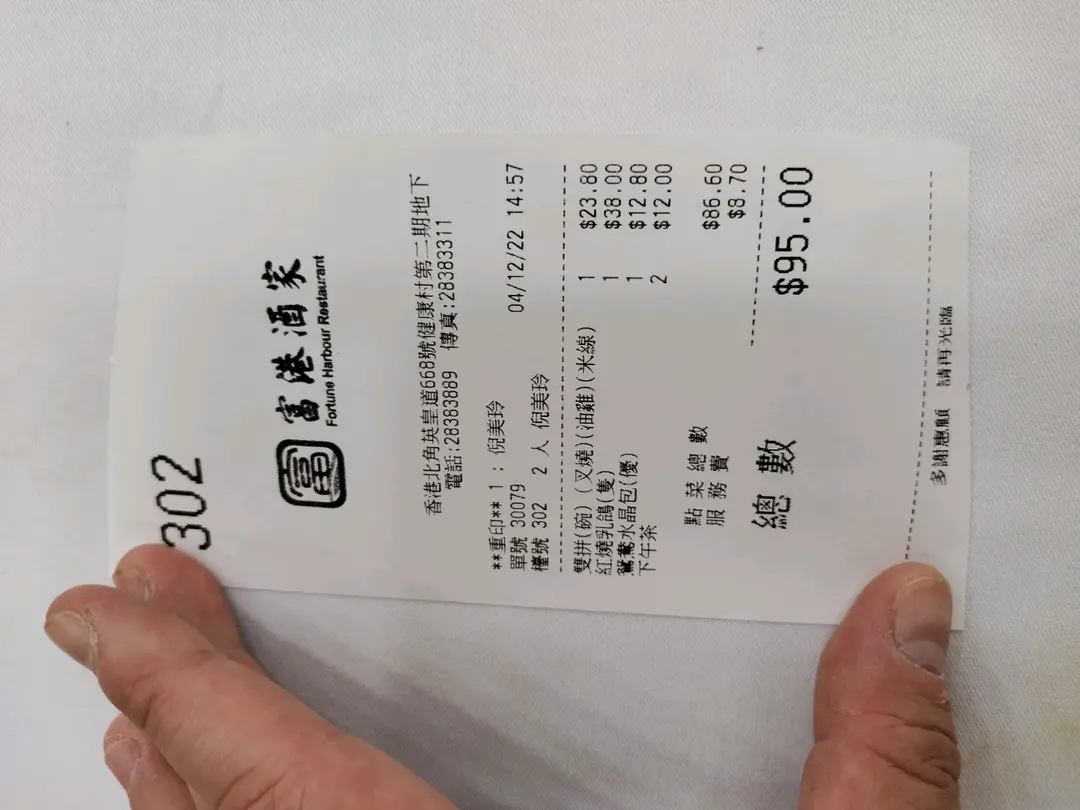 302
富
富港酒家
Fortune Harbour Restaurant
香港北角英皇道668號健康村第二期地下
電話:28383889 傳真:28383311
**重印** 1 : 倪美玲
單號 30079 04/12/22 14:57
檯號 302 2 人 倪美玲
雙拼(碗) (叉燒)(油雞)(米線) 1 $23.80
紅燒乳鴿(隻) 1 $38.00
鴛鴦水晶包(優) 1 $12.80
下午茶 2 $12.00
點菜總數 $86.60
服務費 $8.70
總數 $95.00
多謝惠顧 請再光臨